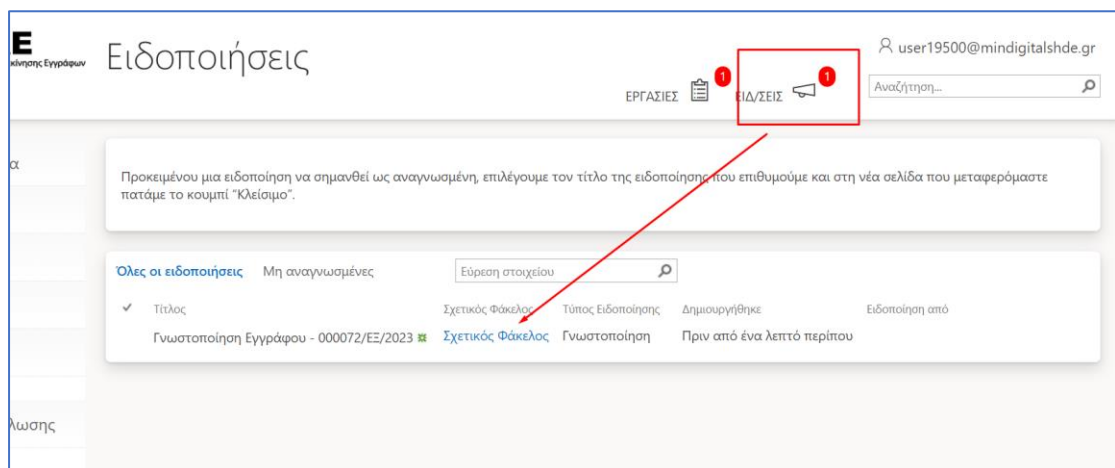 Ε
κίνησης Εγγράφων
Ειδοποιήσεις
user19500@mindigitalshde.gr
ΕΡΓΑΣΙΕΣ 1 ΕΙΔ/ΣΕΙΣ 1
Αναζήτηση...
α
Προκειμένου μια ειδοποίηση να σημανθεί ως αναγνωσμένη, επιλέγουμε τον τίτλο της ειδοποίησης που επιθυμούμε και στη νέα σελίδα που μεταφερόμαστε
πατάμε το κουμπί "Κλείσιμο".
Όλες οι ειδοποιήσεις Μη αναγνωσμένες Εύρεση στοιχείου
Τίτλος Σχετικός Φάκελος Τύπος Ειδοποίησης Δημιουργήθηκε Ειδοποίηση από
Γνωστοποίηση Εγγράφου - 000072/ΕΞ/2023 Σχετικός Φάκελος Γνωστοποίηση Πριν από ένα λεπτό περίπου
λωσης